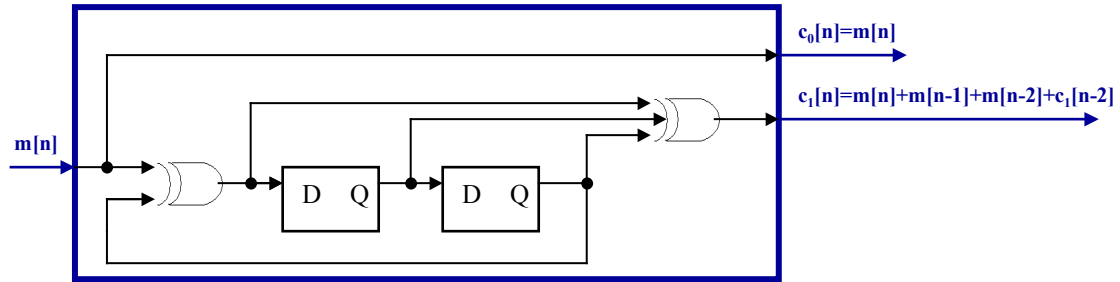 c₀[n]=m[n]
c₁[n]=m[n]+m[n-1]+m[n-2]+c₁[n-2]
m[n]
D Q
D Q